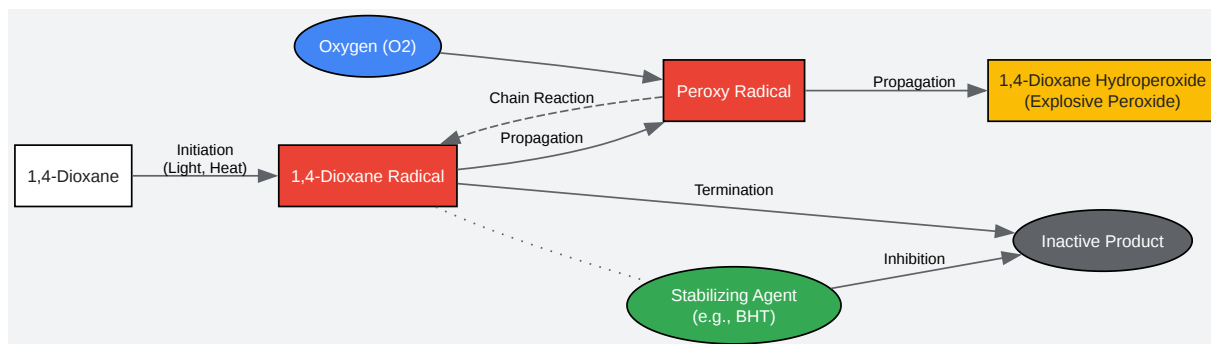 Oxygen (O2)
Peroxy Radical
Propagation
1,4-Dioxane Hydroperoxide
(Explosive Peroxide)
Chain Reaction
Propagation
1,4-Dioxane
Initiation
(Light, Heat)
1,4-Dioxane Radical
Termination
Inactive Product
Inhibition
Stabilizing Agent
(e.g., BHT)